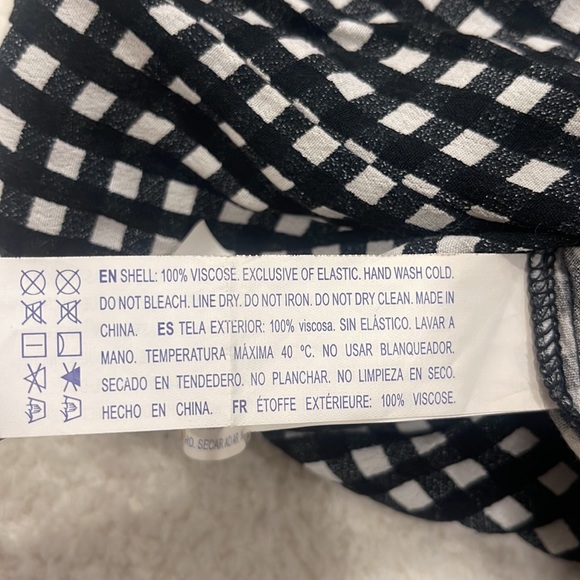 EN SHELL: 100% VISCOSE. EXCLUSIVE OF ELASTIC. HAND WASH COLD.
DO NOT BLEACH. LINE DRY. DO NOT IRON. DO NOT DRY CLEAN. MADE IN
CHINA. ES TELA EXTERIOR: 100% viscosa. SIN ELÁSTICO. LAVAR A
MANO. TEMPERATURA MÁXIMA 40 ºC. NO USAR BLANQUEADOR.
SECADO EN TENDEDERO. NO PLANCHAR. NO LIMPIEZA EN SECO.
HECHO EN CHINA. FR ÉTOFFE EXTÉRIEURE: 100% VISCOSE.
SECAR